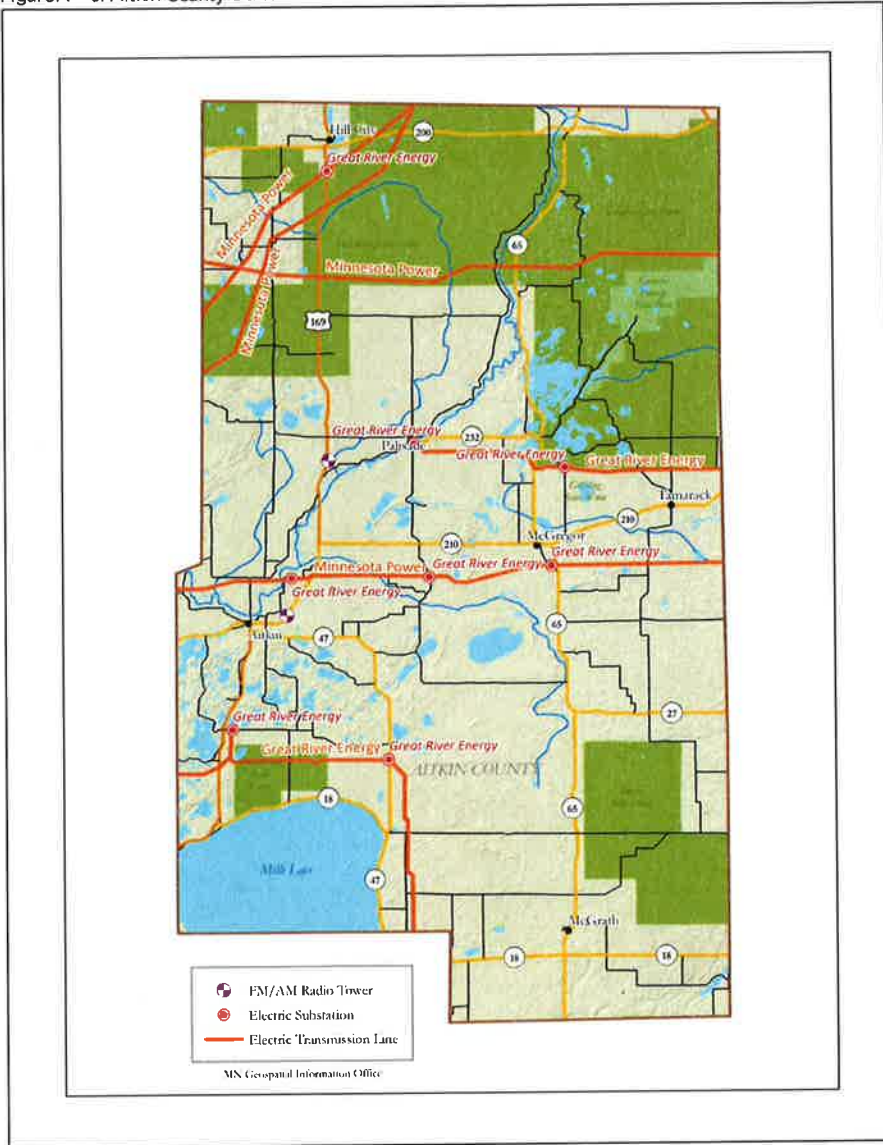 Hill City
200
Great River Energy
Minnesota Power
65
Minnesota Power
Minnesota Power
169
Great River Energy
232
Palisade
Great River Energy
Great River Energy
Tamarack
210
210
McGregor
Great River Energy
Great River Energy
Minnesota Power
Great River Energy
Aitkin
47
65
27
Great River Energy
Great River Energy
Great River Energy
AITKIN COUNTY
18
65
Mille Lacs
47
McGrath
18
18
FM/AM Radio Tower
Electric Substation
Electric Transmission Line
MN Geospatial Information Office